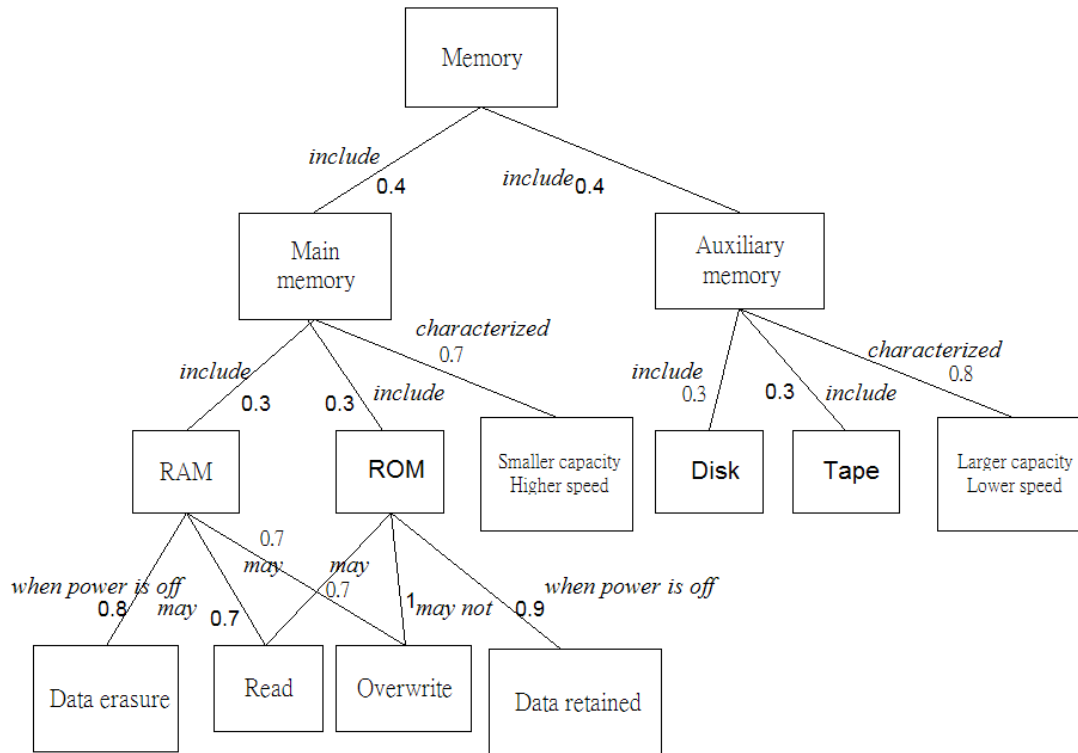 Memory
include
0.4
include
0.4
Main
memory
Auxiliary
memory
characterized
0.7
include
0.3
0.3
include
characterized
0.8
include
0.3
0.3
include
RAM
ROM
Smaller capacity
Higher speed
Disk
Tape
Larger capacity
Lower speed
0.7
may
may
0.7
when power is off
0.8
may
0.7
1
may not
0.9
when power is off
Data erasure
Read
Overwrite
Data retained